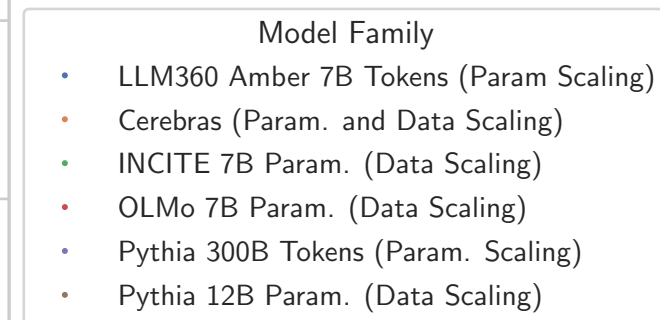 Model Family
LLM360 Amber 7B Tokens (Param Scaling)
Cerebras (Param. and Data Scaling)
INCITE 7B Param. (Data Scaling)
OLMo 7B Param. (Data Scaling)
Pythia 300B Tokens (Param. Scaling)
Pythia 12B Param. (Data Scaling)